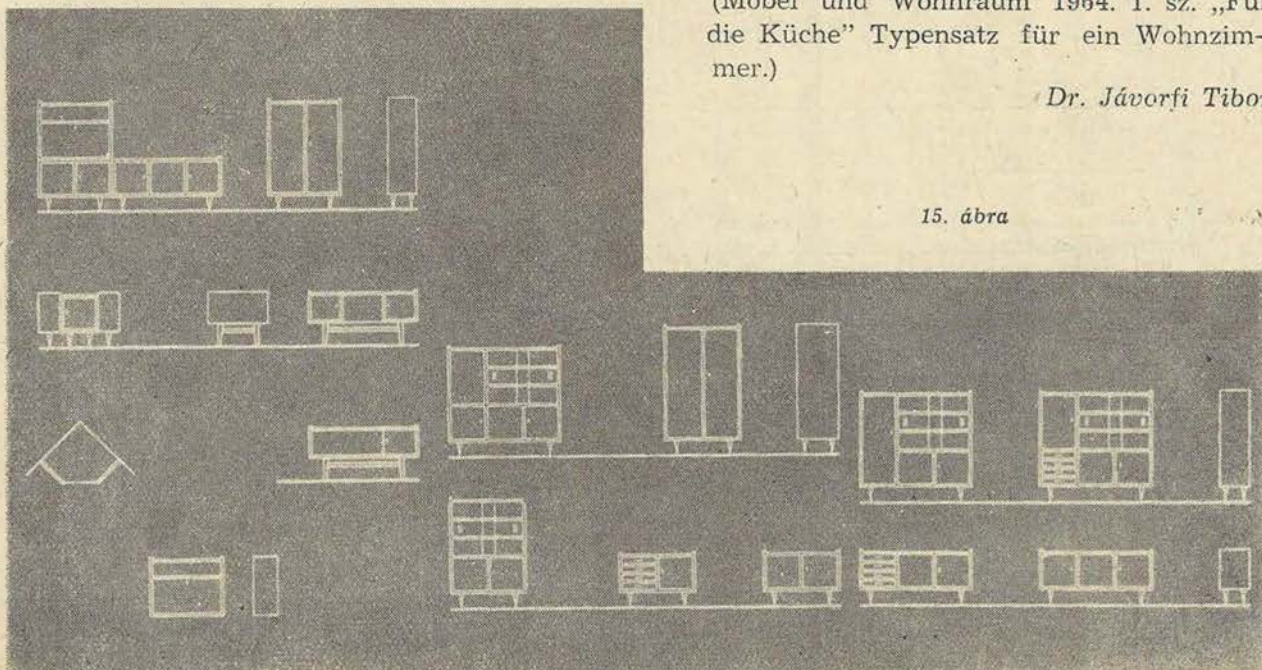 (Möbel und Wohnraum 1964. 1. sz. „Für
die Küche” Typensatz für ein Wohnzim-
mer.)
Dr. Jávorfi Tibor
15. ábra